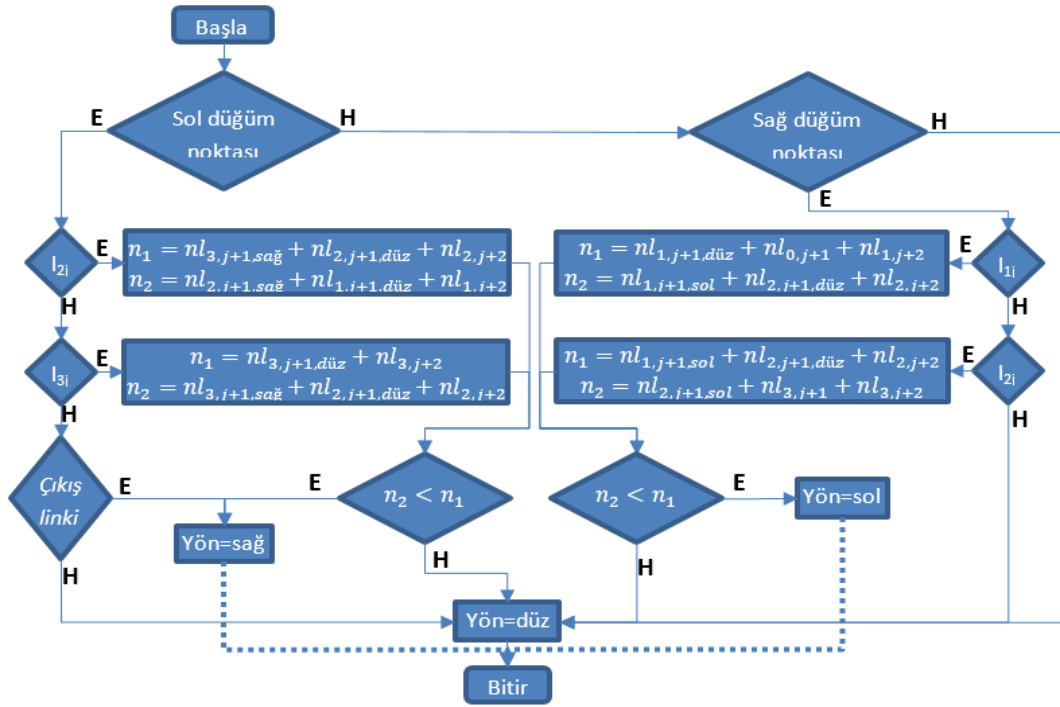 Başla
E
Sol düğüm
noktası
H
Sağ düğüm
noktası
H
E
l₂ⱼ
E
n₁ = nl₃,ⱼ₊₁,sağ + nl₂,ⱼ₊₁,düz + nl₂,ⱼ₊₂
n₂ = nl₂,ⱼ₊₁,sağ + nl₁,ⱼ₊₁,düz + nl₁,ⱼ₊₂
n₁ = nl₁,ⱼ₊₁,düz + nl₀,ⱼ₊₁ + nl₁,ⱼ₊₂
n₂ = nl₁,ⱼ₊₁,sol + nl₂,ⱼ₊₁,düz + nl₂,ⱼ₊₂
E
l₁ⱼ
H
H
l₃ⱼ
E
n₁ = nl₃,ⱼ₊₁,düz + nl₃,ⱼ₊₂
n₂ = nl₃,ⱼ₊₁,sağ + nl₂,ⱼ₊₁,düz + nl₂,ⱼ₊₂
n₁ = nl₁,ⱼ₊₁,sol + nl₂,ⱼ₊₁,düz + nl₂,ⱼ₊₂
n₂ = nl₂,ⱼ₊₁,sol + nl₃,ⱼ₊₁ + nl₃,ⱼ₊₂
E
l₂ⱼ
H
H
Çıkış
linki
E
E
n₂ < n₁
n₂ < n₁
E
Yön=sol
Yön=sağ
H
H
H
Yön=düz
Bitir